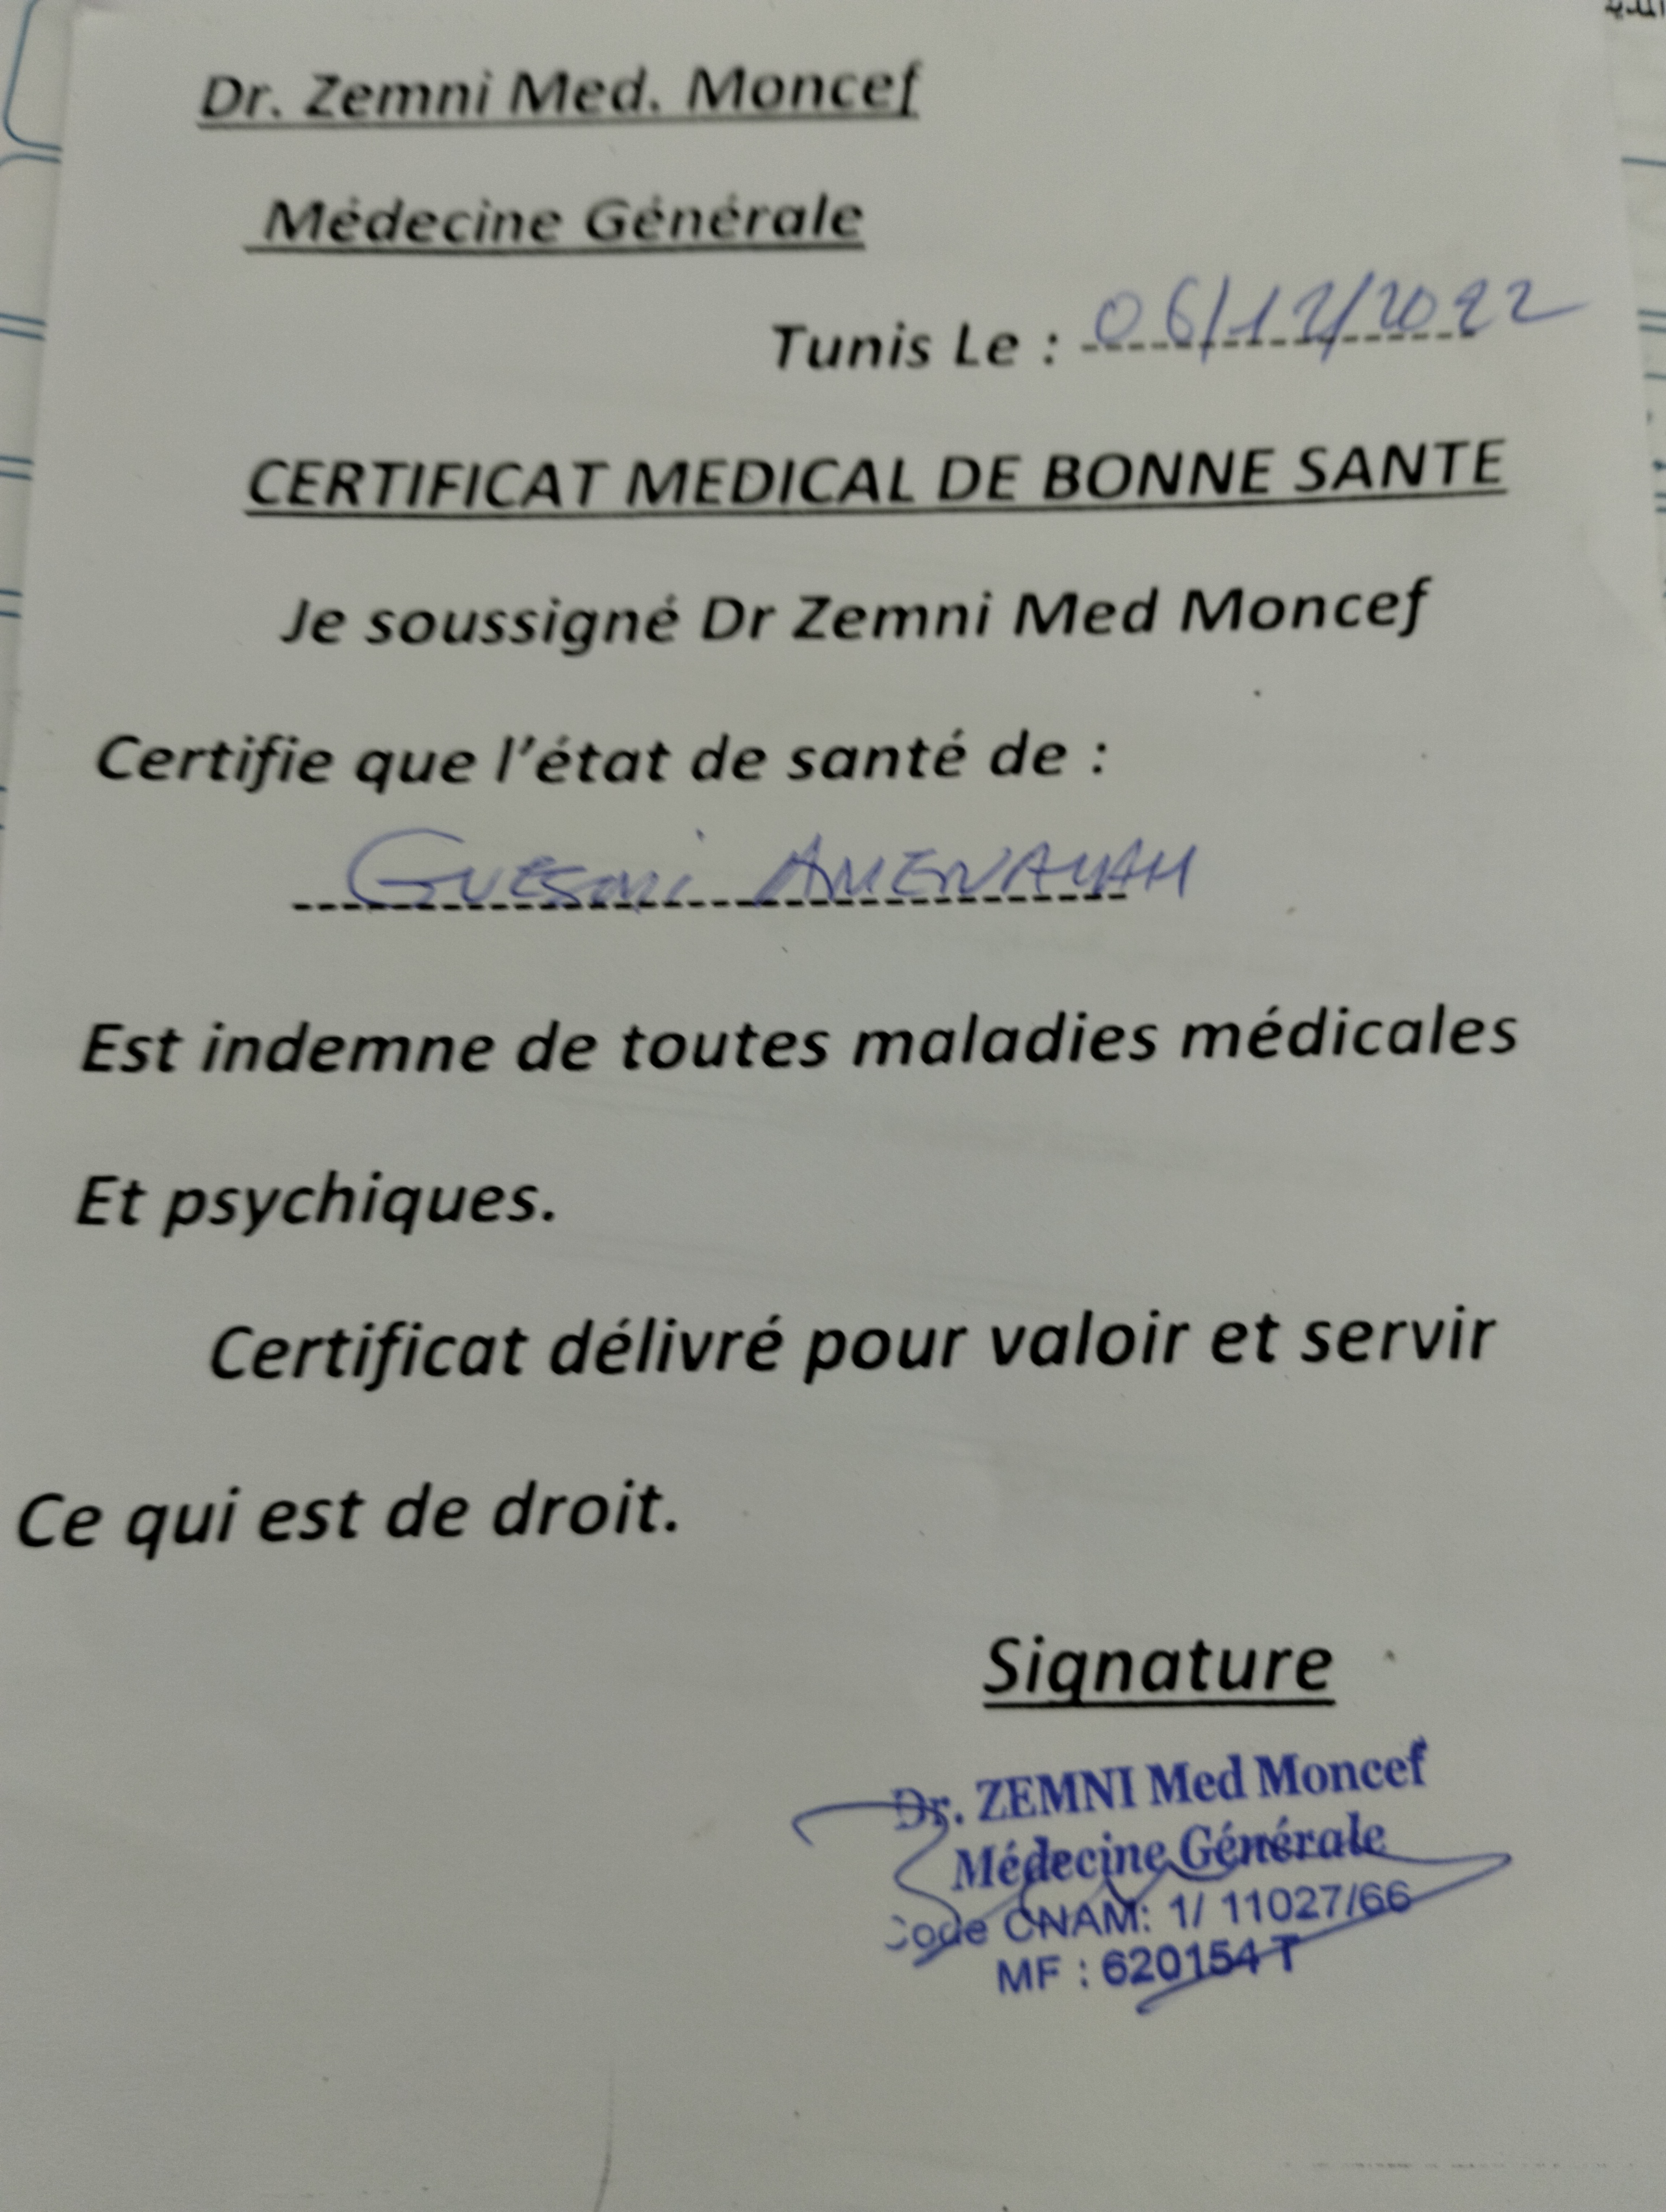 Dr. Zemni Med. Moncef
Médecine Générale
Tunis Le : 06/12/2022
CERTIFICAT MEDICAL DE BONNE SANTE
Je soussigné Dr Zemni Med Moncef
Certifie que l'état de santé de :
GUESMi AMENALLAH
Est indemne de toutes maladies médicales
Et psychiques.
Certificat délivré pour valoir et servir
Ce qui est de droit.
Signature
Dr. ZEMNI Med Moncef
Médecine Générale
Code CNAM: 1/ 11027/66
MF : 620154 T